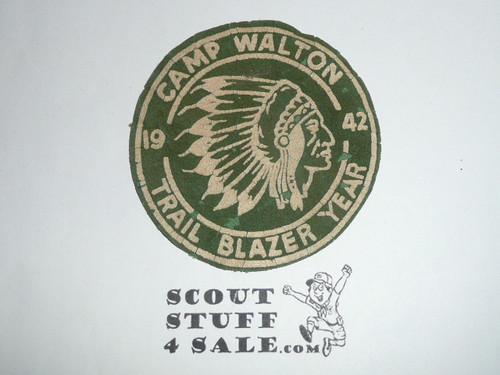 CAMP WALTON
19 42
TRAIL BLAZER YEAR
SCOUT
STUFF
4 SALE.COM